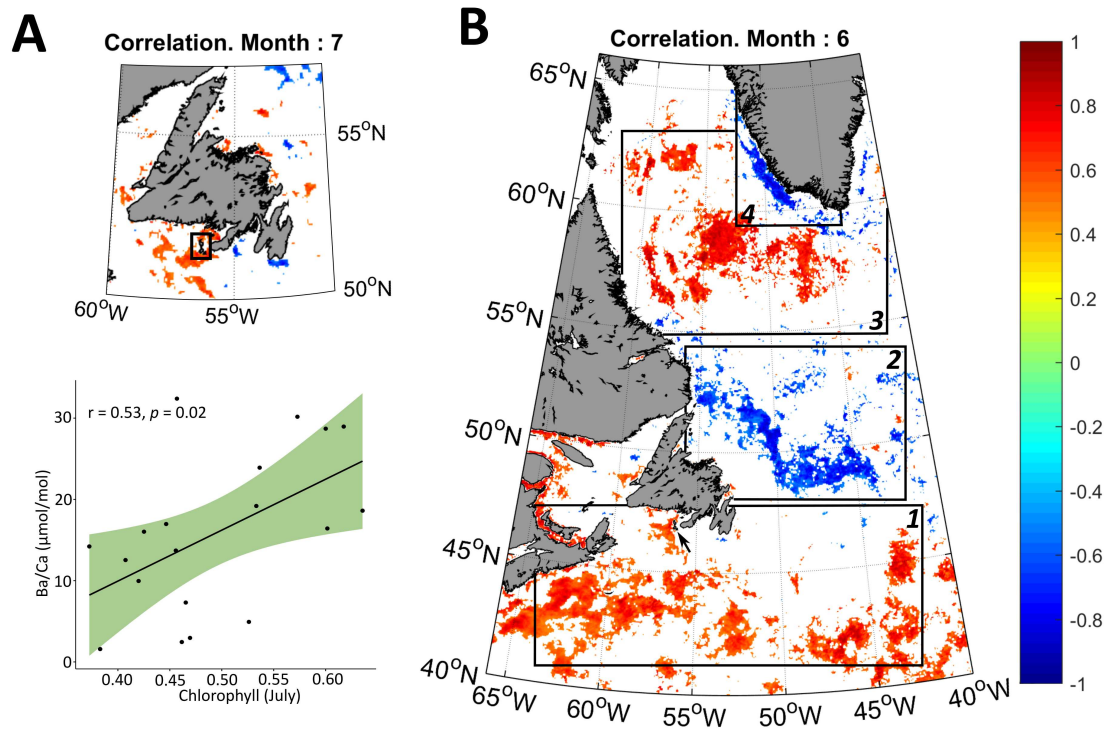 A
Correlation. Month : 7
55°N
50°N
60°W
55°W
r = 0.53, p = 0.02
30
20
10
0
Ba/Ca (μmol/mol)
0.40
0.45
0.50
0.55
0.60
Chlorophyll (July)
B
Correlation. Month : 6
65°N
60°N
55°N
50°N
45°N
40°N
65°W
60°W
55°W
50°W
45°W
40°W
4
3
2
1
1
0.8
0.6
0.4
0.2
0
-0.2
-0.4
-0.6
-0.8
-1